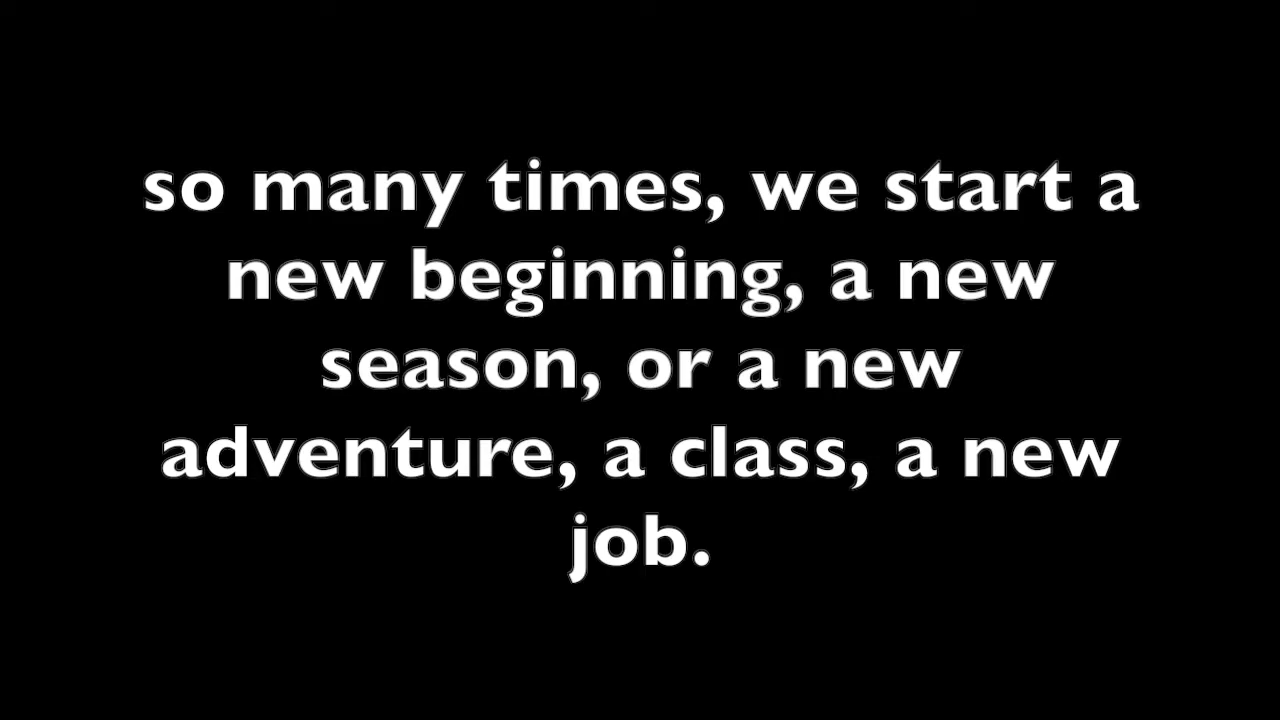 so many times, we start a
new beginning, a new
season, or a new
adventure, a class, a new
job.